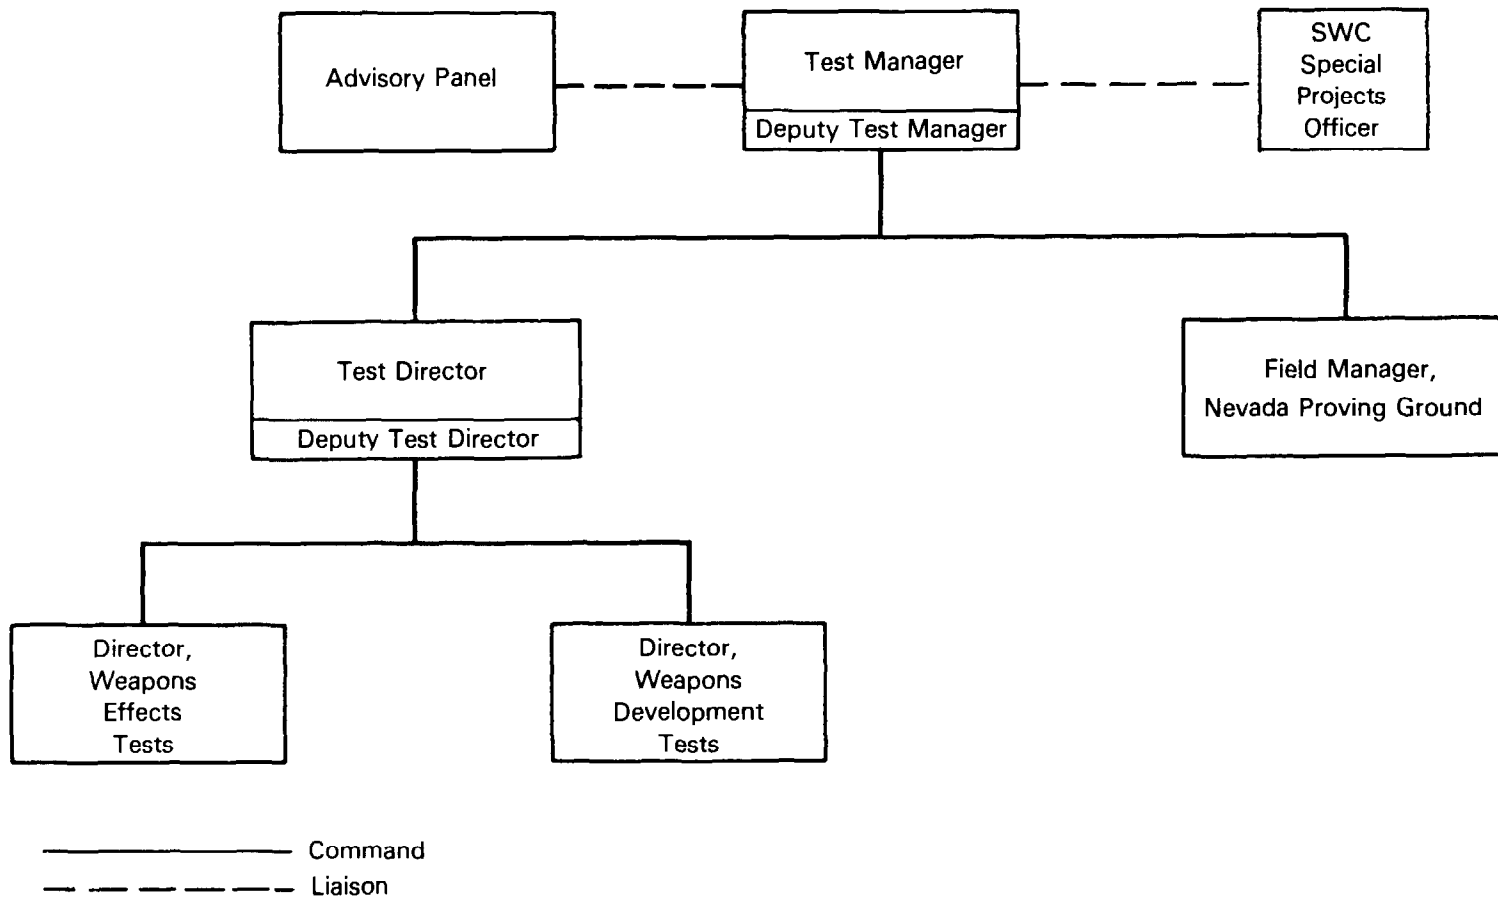 Advisory Panel
Test Manager
Deputy Test Manager
SWC
Special
Projects
Officer
Test Director
Deputy Test Director
Field Manager,
Nevada Proving Ground
Director,
Weapons
Effects
Tests
Director,
Weapons
Development
Tests
Command
Liaison